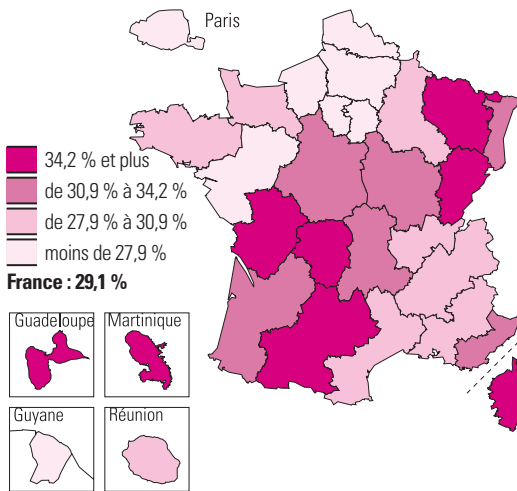 Paris
34,2 % et plus
de 30,9 % à 34,2 %
de 27,9 % à 30,9 %
moins de 27,9 %
France : 29,1 %
Guadeloupe
Martinique
Guyane
Réunion